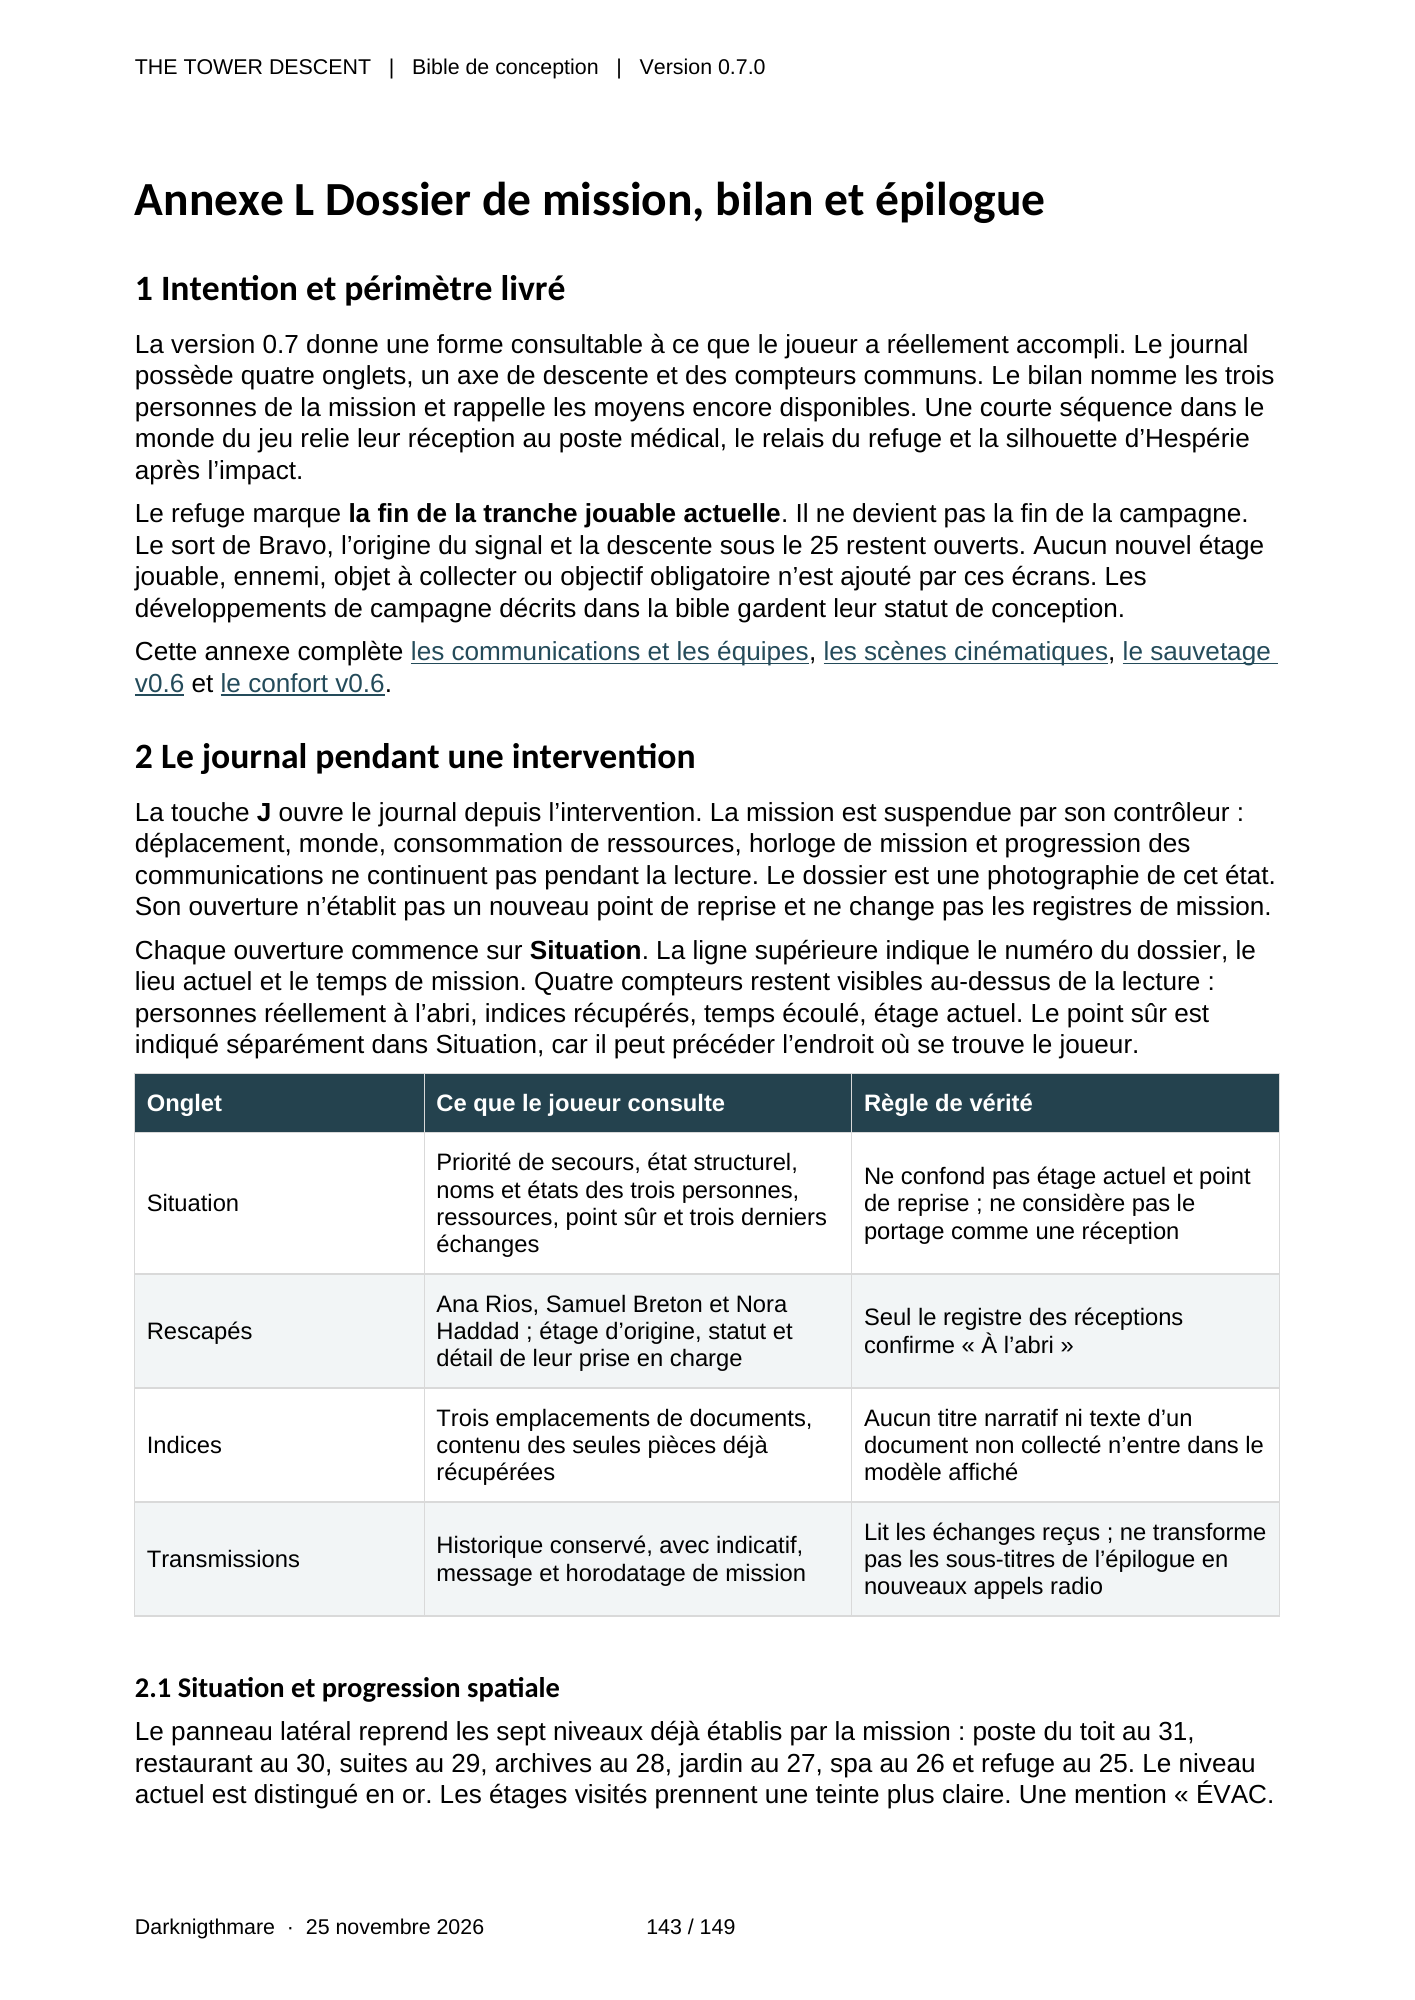 THE TOWER DESCENT | Bible de conception | Version 0.7.0
Annexe L Dossier de mission, bilan et épilogue
1 Intention et périmètre livré
La version 0.7 donne une forme consultable à ce que le joueur a réellement accompli. Le journal
possède quatre onglets, un axe de descente et des compteurs communs. Le bilan nomme les trois
personnes de la mission et rappelle les moyens encore disponibles. Une courte séquence dans le
monde du jeu relie leur réception au poste médical, le relais du refuge et la silhouette d’Hespérie
après l’impact.
Le refuge marque la fin de la tranche jouable actuelle. Il ne devient pas la fin de la campagne.
Le sort de Bravo, l’origine du signal et la descente sous le 25 restent ouverts. Aucun nouvel étage
jouable, ennemi, objet à collecter ou objectif obligatoire n’est ajouté par ces écrans. Les
développements de campagne décrits dans la bible gardent leur statut de conception.
Cette annexe complète les communications et les équipes, les scènes cinématiques, le sauvetage
v0.6 et le confort v0.6.
2 Le journal pendant une intervention
La touche J ouvre le journal depuis l’intervention. La mission est suspendue par son contrôleur :
déplacement, monde, consommation de ressources, horloge de mission et progression des
communications ne continuent pas pendant la lecture. Le dossier est une photographie de cet état.
Son ouverture n’établit pas un nouveau point de reprise et ne change pas les registres de mission.
Chaque ouverture commence sur Situation. La ligne supérieure indique le numéro du dossier, le
lieu actuel et le temps de mission. Quatre compteurs restent visibles au-dessus de la lecture :
personnes réellement à l’abri, indices récupérés, temps écoulé, étage actuel. Le point sûr est
indiqué séparément dans Situation, car il peut précéder l’endroit où se trouve le joueur.
Onglet
Ce que le joueur consulte
Règle de vérité
Situation
Priorité de secours, état structurel,
noms et états des trois personnes,
ressources, point sûr et trois derniers
échanges
Ne confond pas étage actuel et point
de reprise ; ne considère pas le
portage comme une réception
Rescapés
Ana Rios, Samuel Breton et Nora
Haddad ; étage d’origine, statut et
détail de leur prise en charge
Seul le registre des réceptions
confirme « À l’abri »
Indices
Trois emplacements de documents,
contenu des seules pièces déjà
récupérées
Aucun titre narratif ni texte d’un
document non collecté n’entre dans le
modèle affiché
Transmissions
Historique conservé, avec indicatif,
message et horodatage de mission
Lit les échanges reçus ; ne transforme
pas les sous-titres de l’épilogue en
nouveaux appels radio
2.1 Situation et progression spatiale
Le panneau latéral reprend les sept niveaux déjà établis par la mission : poste du toit au 31,
restaurant au 30, suites au 29, archives au 28, jardin au 27, spa au 26 et refuge au 25. Le niveau
actuel est distingué en or. Les étages visités prennent une teinte plus claire. Une mention « ÉVAC.
Darknigthmare · 25 novembre 2026
143 / 149